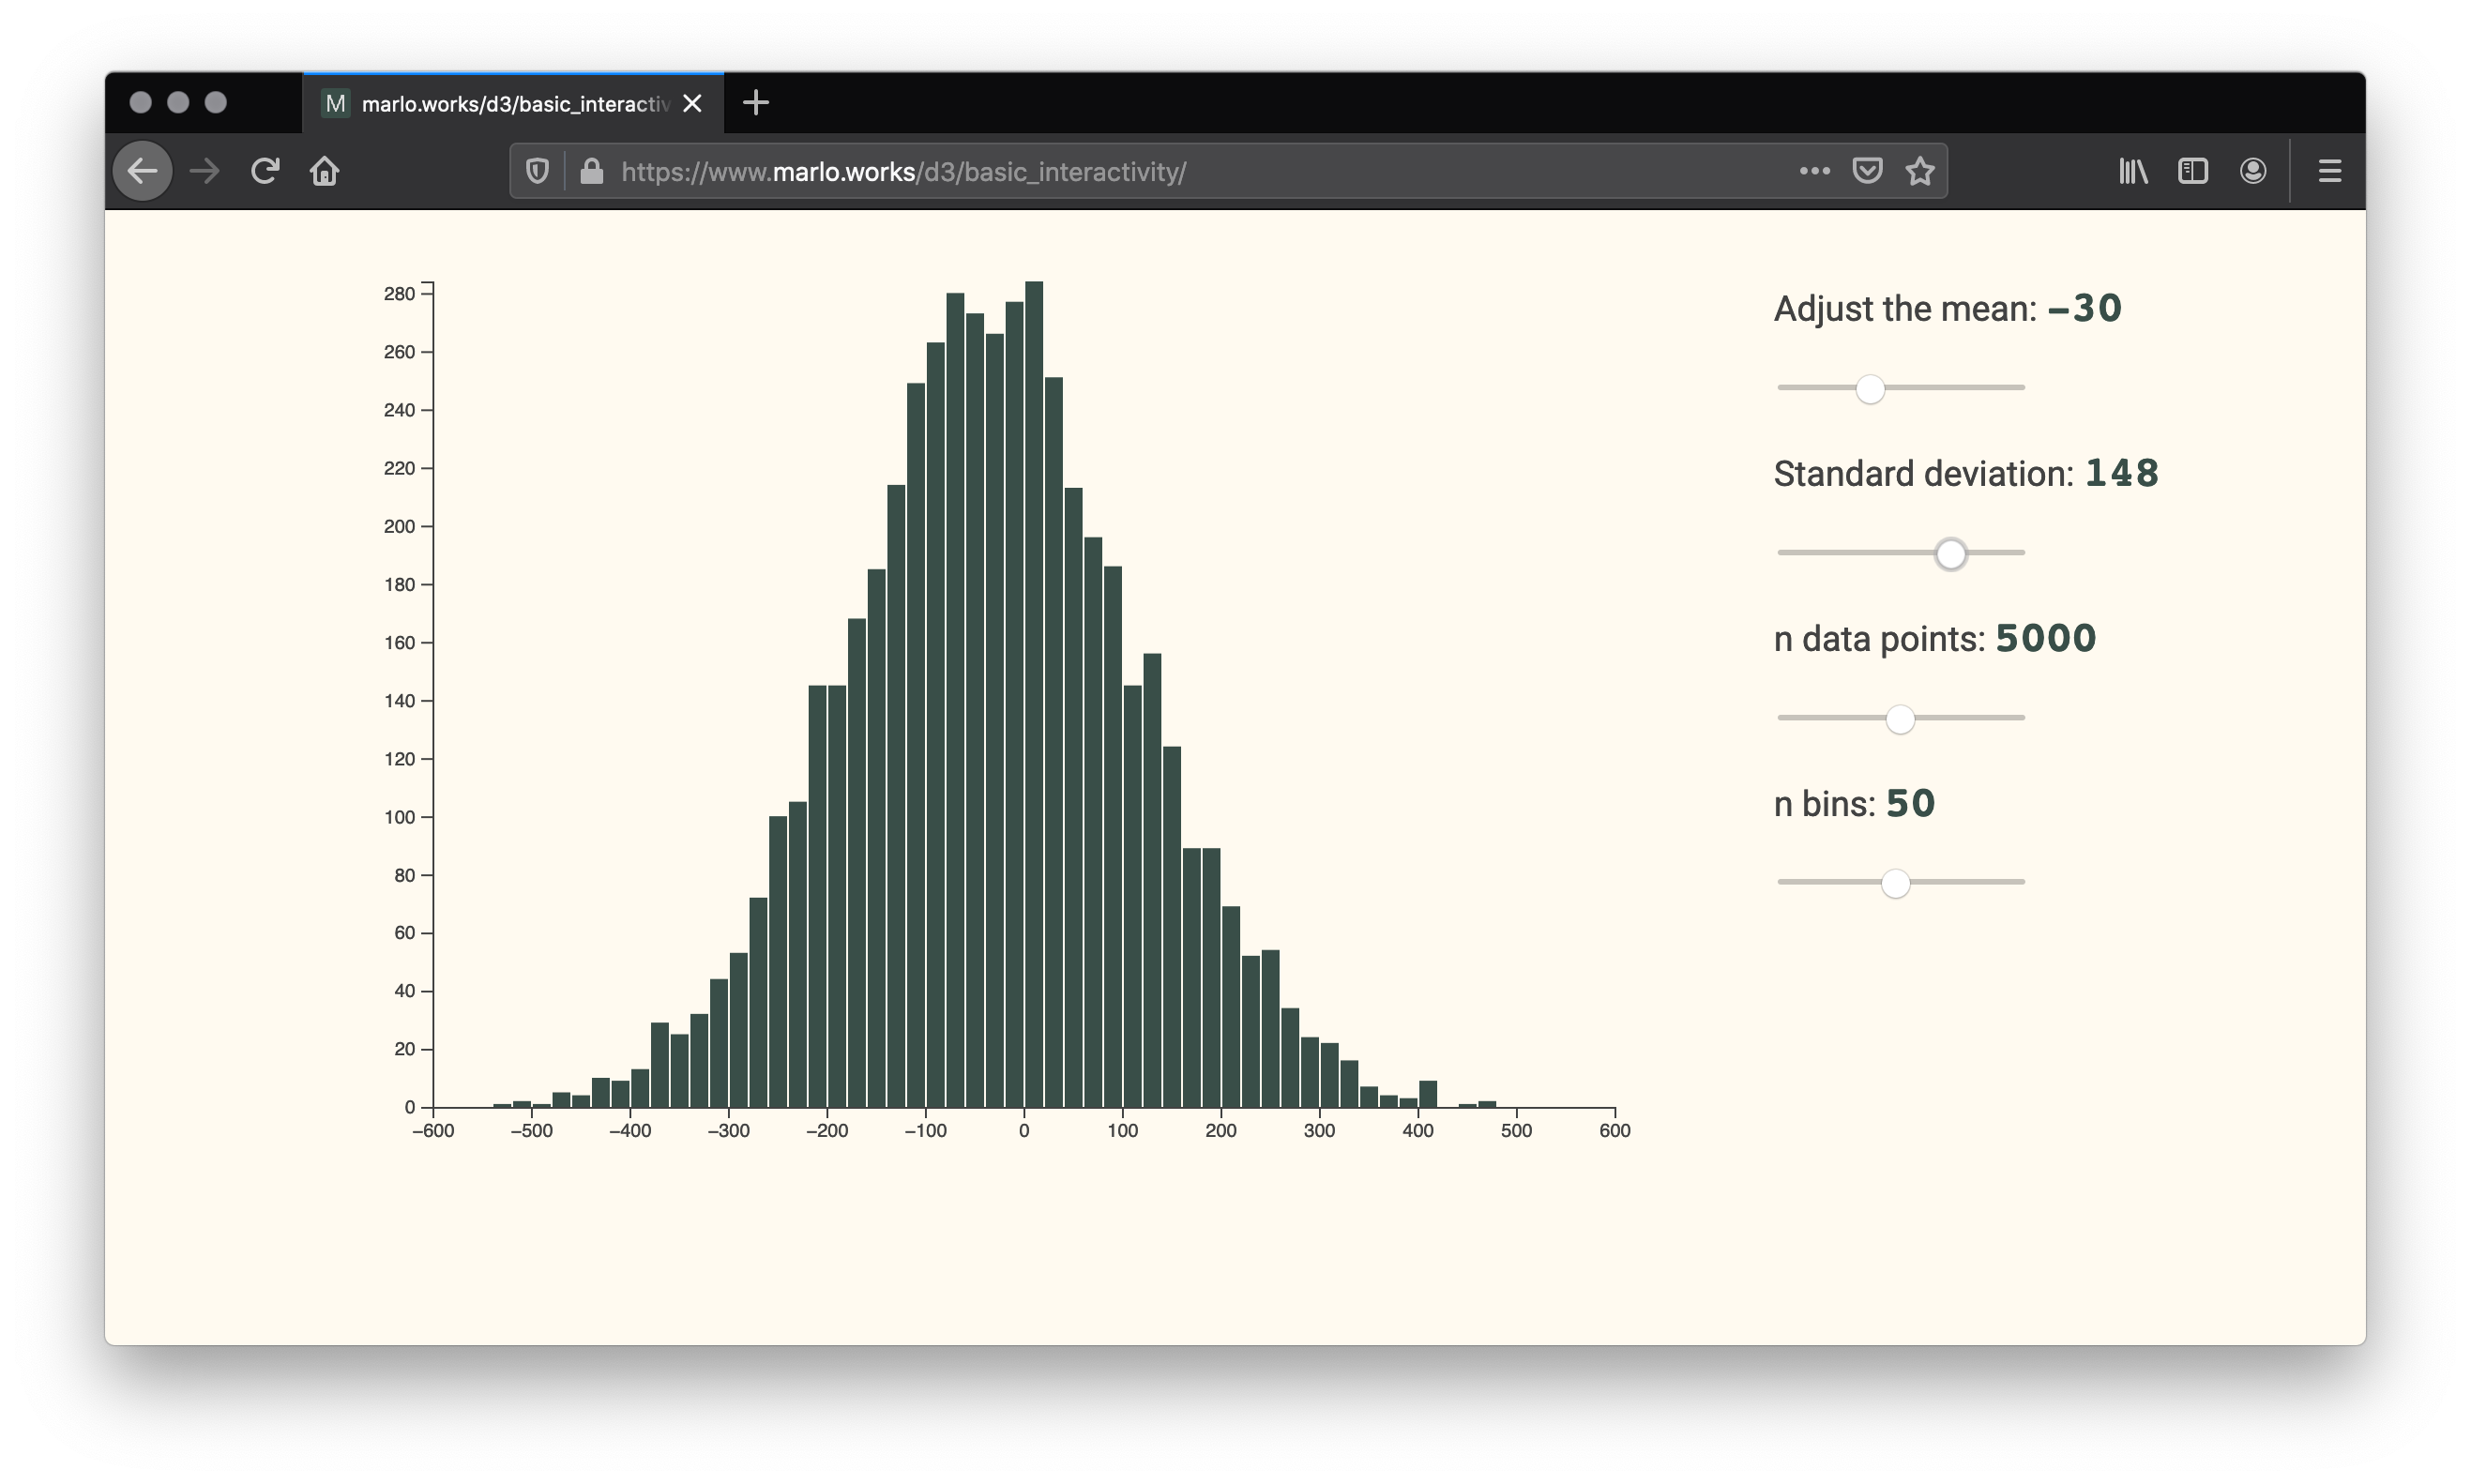 M marlo.works/d3/basic_interactiv
https://www.marlo.works/d3/basic_interactivity/
280
260
240
220
200
180
160
140
120
100
80
60
40
20
0
−600 −500 −400 −300 −200 −100 0 100 200 300 400 500 600
Adjust the mean: −30
Standard deviation: 148
n data points: 5000
n bins: 50